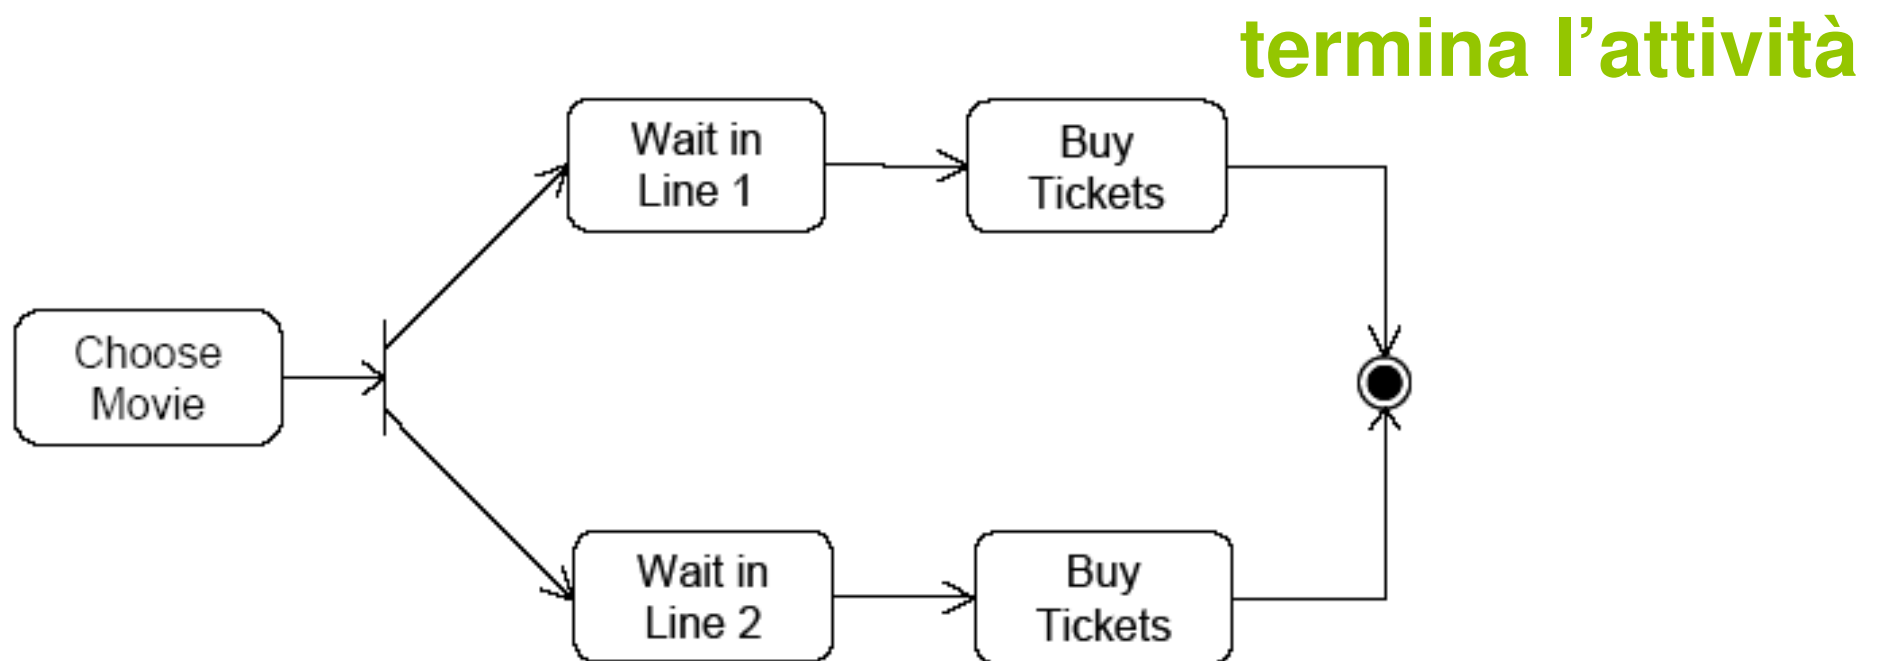 termina l’attività
Wait in
Line 1
Buy
Tickets
Choose
Movie
Wait in
Line 2
Buy
Tickets